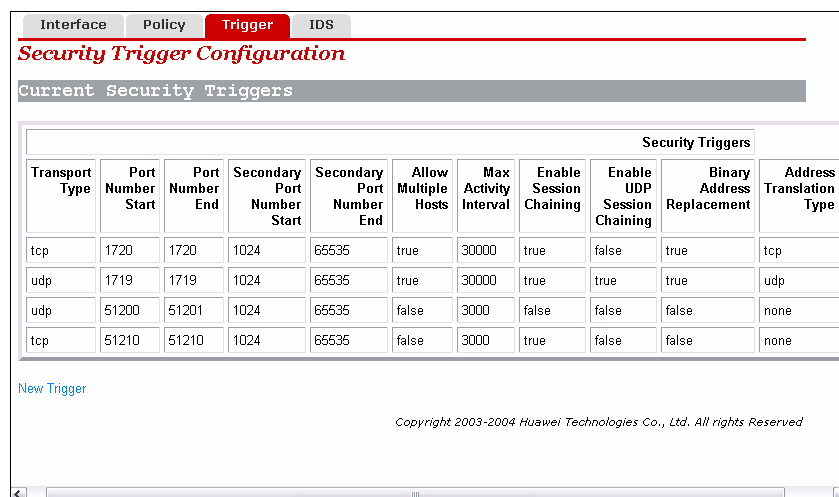 Interface Policy Trigger IDS
Security Trigger Configuration
Current Security Triggers
Security Triggers
Transport Type Port Number Start Port Number End Secondary Port Number Start Secondary Port Number End Allow Multiple Hosts Max Activity Interval Enable Session Chaining Enable UDP Session Chaining Binary Address Replacement Address Translation Type
tcp 1720 1720 1024 65535 true 30000 true false true tcp
udp 1719 1719 1024 65535 true 30000 true true true udp
udp 51200 51201 1024 65535 false 3000 false false false none
tcp 51210 51210 1024 65535 false 3000 true false false none
New Trigger
Copyright 2003-2004 Huawei Technologies Co., Ltd. All rights Reserved